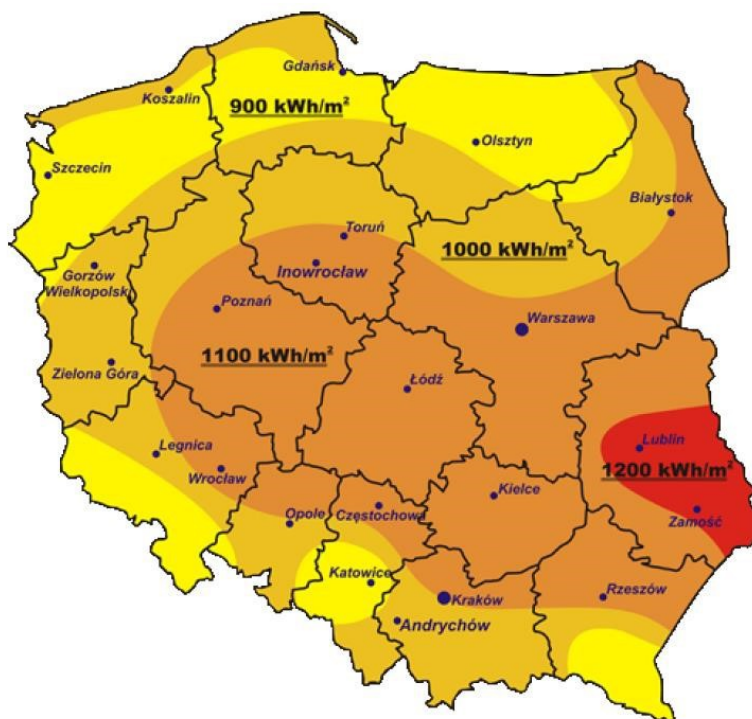 Gdańsk
Koszalin
900 kWh/m²
Olsztyn
Szczecin
Białystok
Toruń
1000 kWh/m²
Inowrocław
Gorzów
Wielkopolski
Poznań
Warszawa
1100 kWh/m²
Zielona Góra
Łódź
Legnica
Lublin
Wrocław
1200 kWh/m²
Kielce
Opole
Częstochowa
Zamość
Katowice
Rzeszów
Kraków
Andrychów